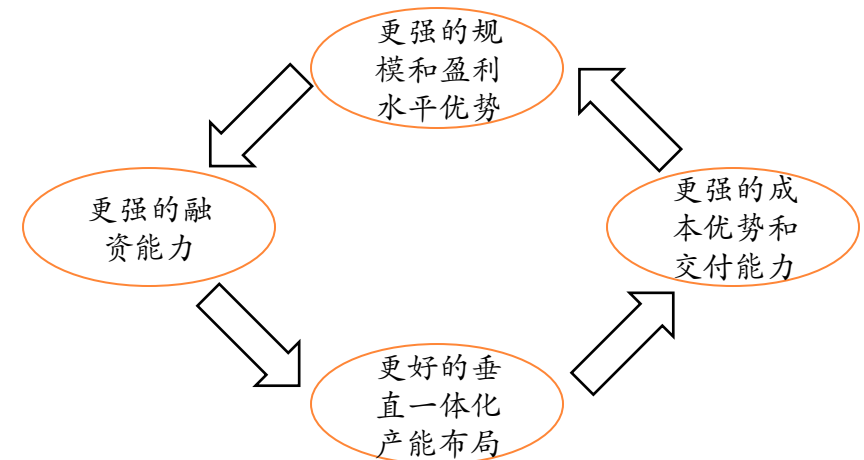 更强的规
模和盈利
水平优势
更强的融
资能力
更强的成
本优势和
交付能力
更好的垂
直一体化
产能布局